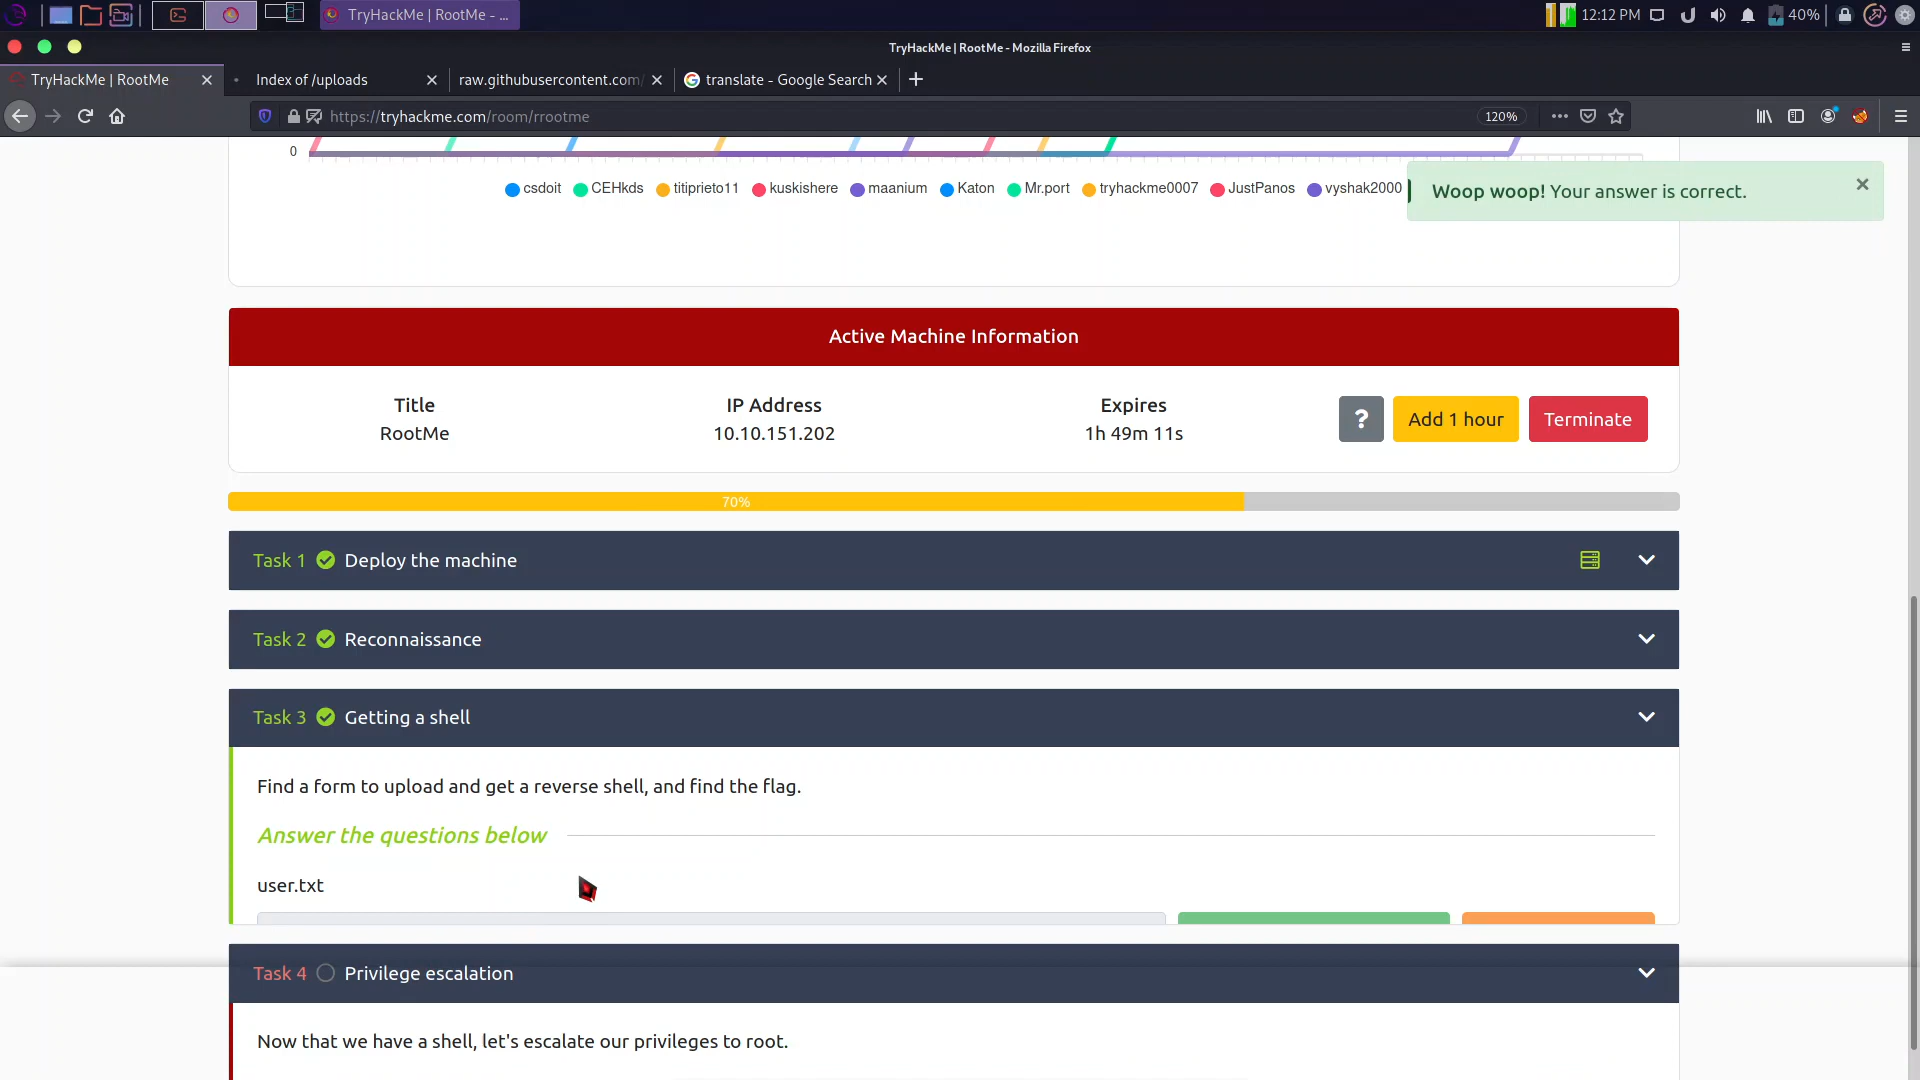 TryHackMe | RootMe - ...
12:12 PM
40%
TryHackMe | RootMe - Mozilla Firefox
TryHackMe | RootMe
Index of /uploads
raw.githubusercontent.com/
translate - Google Search
https://tryhackme.com/room/rrootme
120%
0
csdoit CEHkds titiprieto11 kuskishere maanium Katon Mr.port tryhackme0007 JustPanos vyshak2000
Woop woop! Your answer is correct.
Active Machine Information
Title IP Address Expires
RootMe 10.10.151.202 1h 49m 11s
? Add 1 hour Terminate
70%
Task 1 Deploy the machine
Task 2 Reconnaissance
Task 3 Getting a shell
Find a form to upload and get a reverse shell, and find the flag.
Answer the questions below
user.txt
Task 4 Privilege escalation
Now that we have a shell, let's escalate our privileges to root.